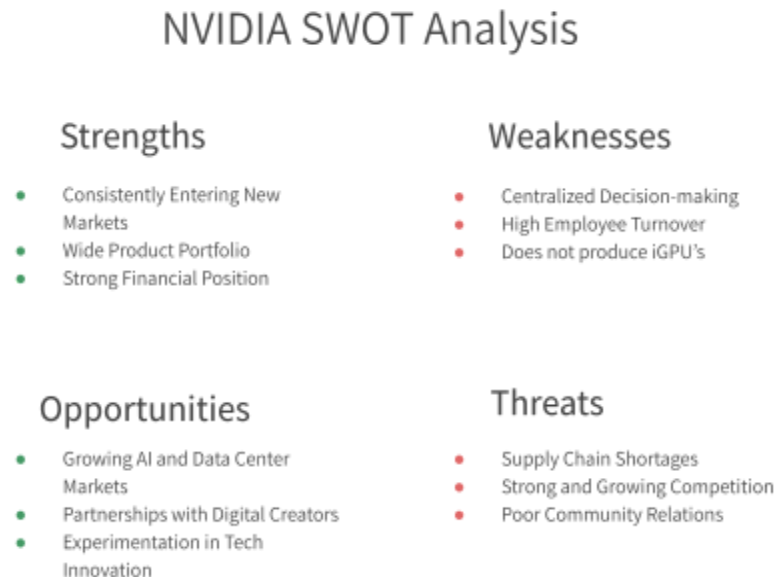 NVIDIA SWOT Analysis
Strengths
Consistently Entering New
Markets
Wide Product Portfolio
Strong Financial Position
Weaknesses
Centralized Decision-making
High Employee Turnover
Does not produce iGPU's
Opportunities
Growing AI and Data Center
Markets
Partnerships with Digital Creators
Experimentation in Tech
Innovation
Threats
Supply Chain Shortages
Strong and Growing Competition
Poor Community Relations